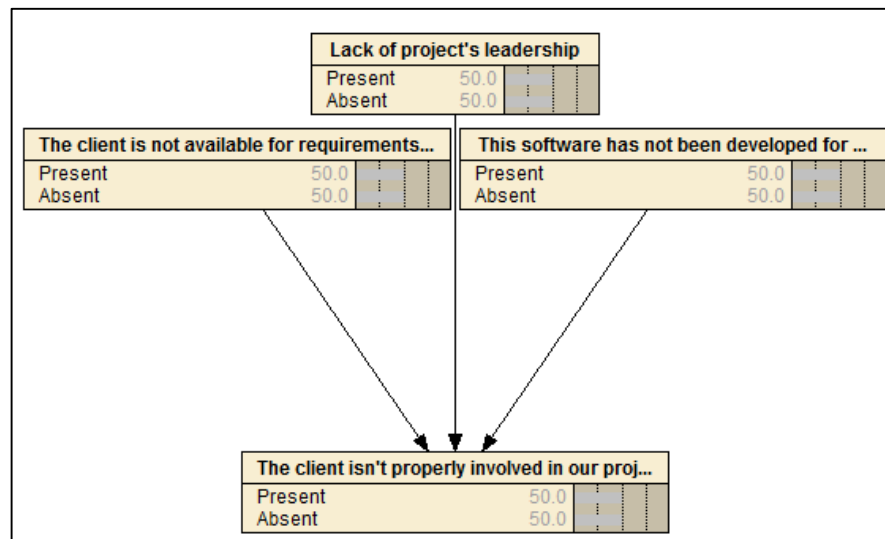 Lack of project's leadership
Present 50.0
Absent 50.0
The client is not available for requirements...
Present 50.0
Absent 50.0
This software has not been developed for ...
Present 50.0
Absent 50.0
The client isn't properly involved in our proj...
Present 50.0
Absent 50.0